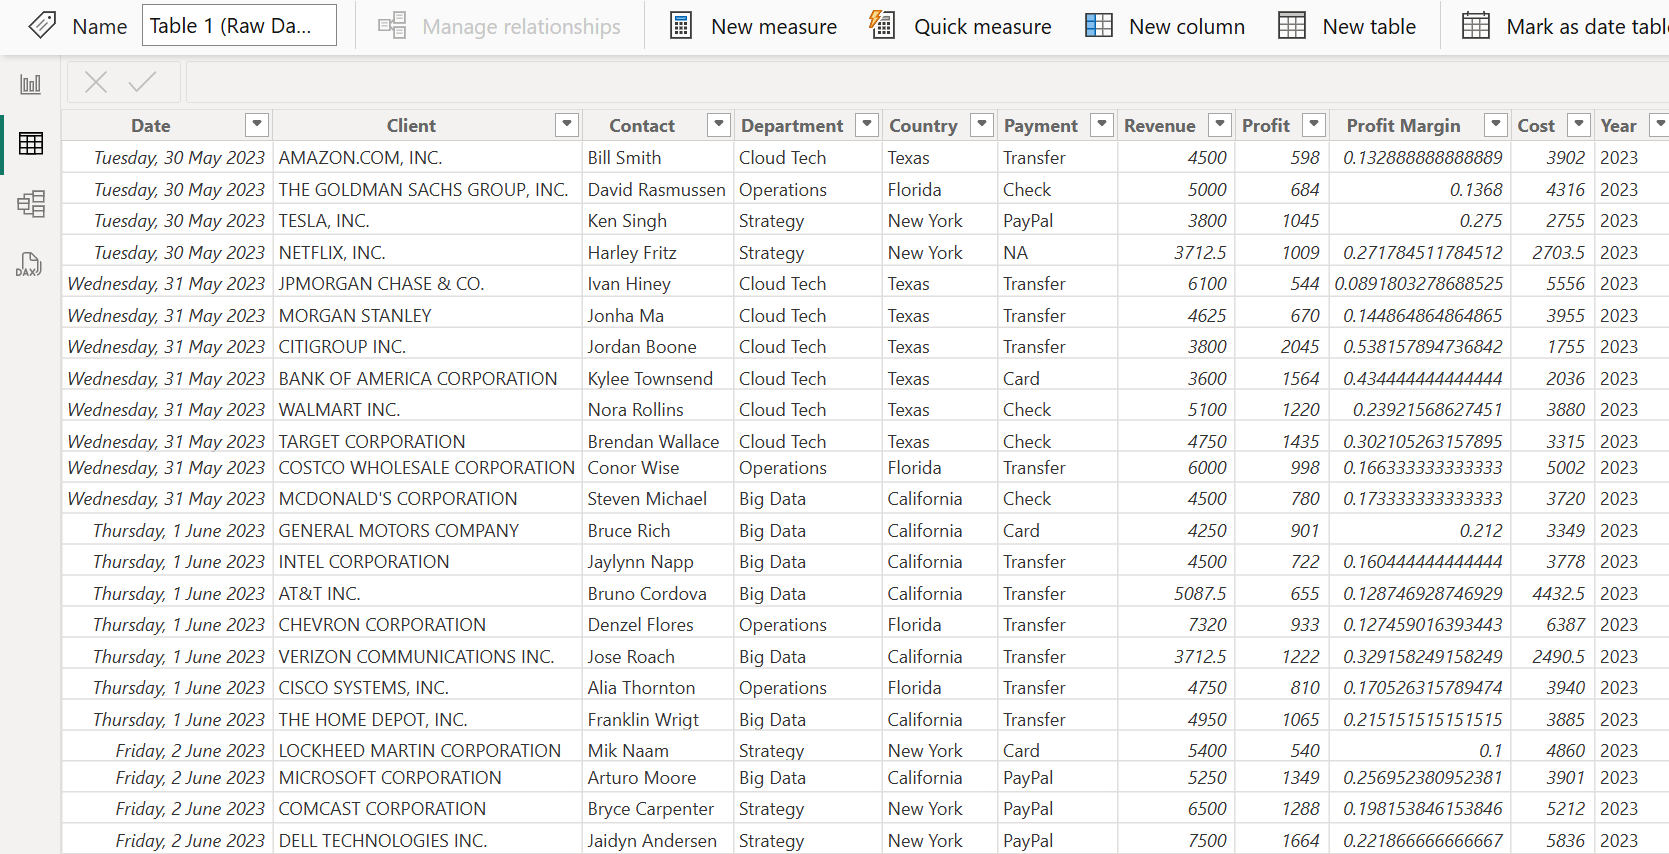 Name Table 1 (Raw Da... Manage relationships New measure Quick measure New column New table Mark as date
Date Client Contact Department Country Payment Revenue Profit Profit Margin Cost Year
Tuesday, 30 May 2023 AMAZON.COM, INC. Bill Smith Cloud Tech Texas Transfer 4500 598 0.132888888888889 3902 2023
Tuesday, 30 May 2023 THE GOLDMAN SACHS GROUP, INC. David Rasmussen Operations Florida Check 5000 684 0.1368 4316 2023
Tuesday, 30 May 2023 TESLA, INC. Ken Singh Strategy New York PayPal 3800 1045 0.275 2755 2023
Tuesday, 30 May 2023 NETFLIX, INC. Harley Fritz Strategy New York NA 3712.5 1009 0.271784511784512 2703.5 2023
Wednesday, 31 May 2023 JPMORGAN CHASE & CO. Ivan Hiney Cloud Tech Texas Transfer 6100 544 0.0891803278688525 5556 2023
Wednesday, 31 May 2023 MORGAN STANLEY Jonha Ma Cloud Tech Texas Transfer 4625 670 0.144864864864865 3955 2023
Wednesday, 31 May 2023 CITIGROUP INC. Jordan Boone Cloud Tech Texas Transfer 3800 2045 0.538157894736842 1755 2023
Wednesday, 31 May 2023 BANK OF AMERICA CORPORATION Kylee Townsend Cloud Tech Texas Card 3600 1564 0.434444444444444 2036 2023
Wednesday, 31 May 2023 WALMART INC. Nora Rollins Cloud Tech Texas Check 5100 1220 0.23921568627451 3880 2023
Wednesday, 31 May 2023 TARGET CORPORATION Brendan Wallace Cloud Tech Texas Check 4750 1435 0.302105263157895 3315 2023
Wednesday, 31 May 2023 COSTCO WHOLESALE CORPORATION Conor Wise Operations Florida Transfer 6000 998 0.166333333333333 5002 2023
Wednesday, 31 May 2023 MCDONALD'S CORPORATION Steven Michael Big Data California Check 4500 780 0.173333333333333 3720 2023
DAX
Thursday, 1 June 2023 GENERAL MOTORS COMPANY Bruce Rich Big Data California Card 4250 901 0.212 3349 2023
Thursday, 1 June 2023 INTEL CORPORATION Jaylynn Napp Big Data California Transfer 4500 722 0.160444444444444 3778 2023
Thursday, 1 June 2023 AT&T INC. Bruno Cordova Big Data California Transfer 5087.5 655 0.128746928746929 4432.5 2023
Thursday, 1 June 2023 CHEVRON CORPORATION Denzel Flores Operations Florida Transfer 7320 933 0.127459016393443 6387 2023
Thursday, 1 June 2023 VERIZON COMMUNICATIONS INC. Jose Roach Big Data California Transfer 3712.5 1222 0.329158249158249 2490.5 2023
Thursday, 1 June 2023 CISCO SYSTEMS, INC. Alia Thornton Operations Florida Transfer 4750 810 0.170526315789474 3940 2023
Thursday, 1 June 2023 THE HOME DEPOT, INC. Franklin Wrigt Big Data California Transfer 4950 1065 0.215151515151515 3885 2023
Friday, 2 June 2023 LOCKHEED MARTIN CORPORATION Mik Naam Strategy New York Card 5400 540 0.1 4860 2023
Friday, 2 June 2023 MICROSOFT CORPORATION Arturo Moore Big Data California PayPal 5250 1349 0.256952380952381 3901 2023
Friday, 2 June 2023 COMCAST CORPORATION Bryce Carpenter Strategy New York PayPal 6500 1288 0.198153846153846 5212 2023
Friday, 2 June 2023 DELL TECHNOLOGIES INC. Jaidyn Andersen Strategy New York PayPal 7500 1664 0.221866666666667 5836 2023